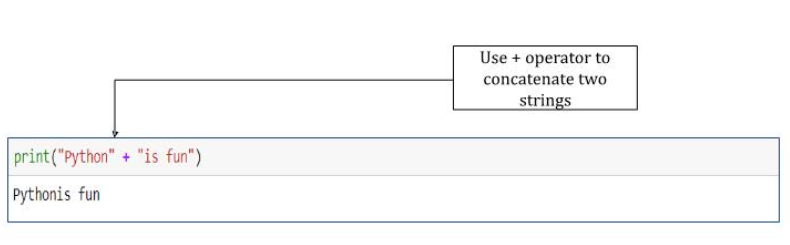 Use + operator to
concatenate two
strings
print("Python" + "is fun")
Pythonis fun